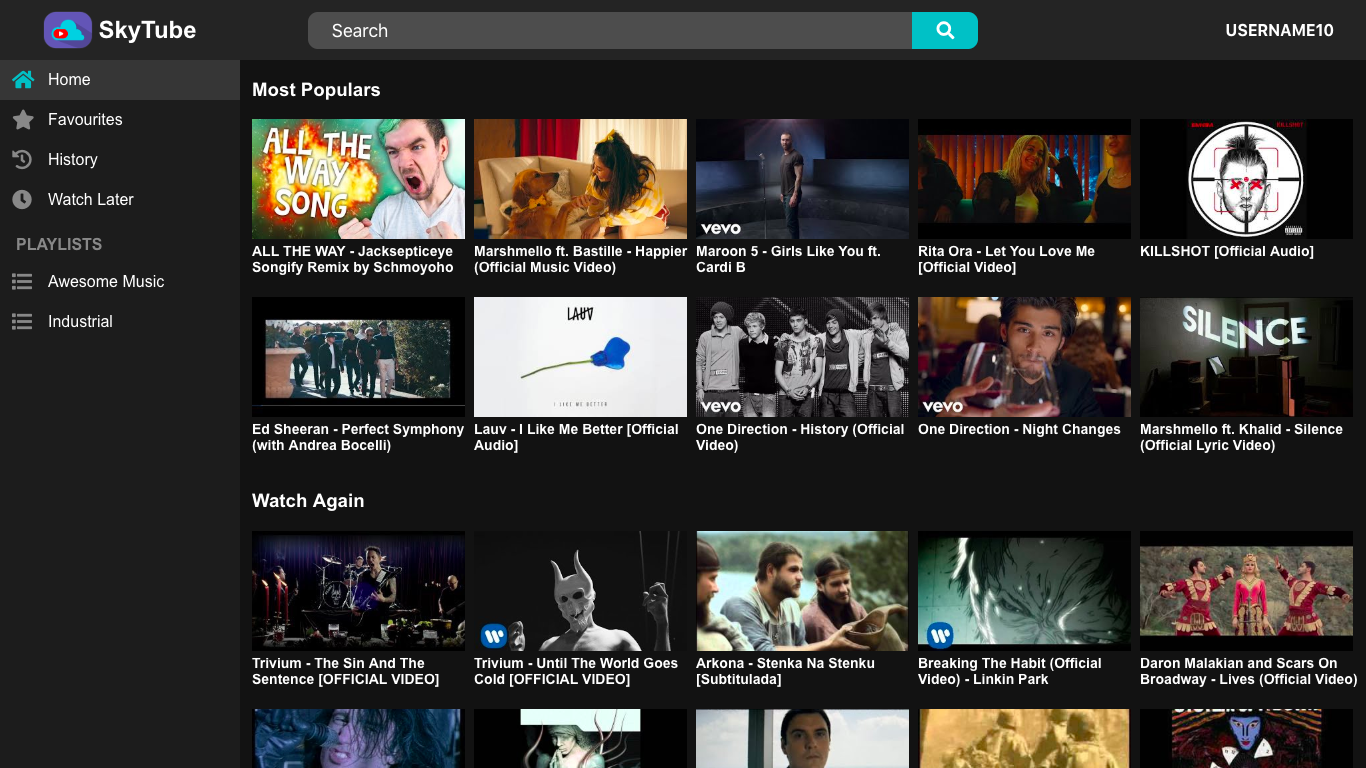 SkyTube
Search
USERNAME10
Home
Favourites
History
Watch Later
PLAYLISTS
Awesome Music
Industrial
Most Populars
ALL THE
WAY
SONG
ALL THE WAY - Jacksepticeye
Songify Remix by Schmoyoho
Marshmello ft. Bastille - Happier
(Official Music Video)
vevo
Maroon 5 - Girls Like You ft.
Cardi B
Rita Ora - Let You Love Me
[Official Video]
KILLSHOT
KILLSHOT [Official Audio]
Ed Sheeran - Perfect Symphony
(with Andrea Bocelli)
LAUV
I LIKE ME BETTER
Lauv - I Like Me Better [Official
Audio]
vevo
One Direction - History (Official
Video)
vevo
One Direction - Night Changes
SILENCE
Marshmello ft. Khalid - Silence
(Official Lyric Video)
Watch Again
Trivium - The Sin And The
Sentence [OFFICIAL VIDEO]
Trivium - Until The World Goes
Cold [OFFICIAL VIDEO]
Arkona - Stenka Na Stenku
[Subtitulada]
Breaking The Habit (Official
Video) - Linkin Park
Daron Malakian and Scars On
Broadway - Lives (Official Video)